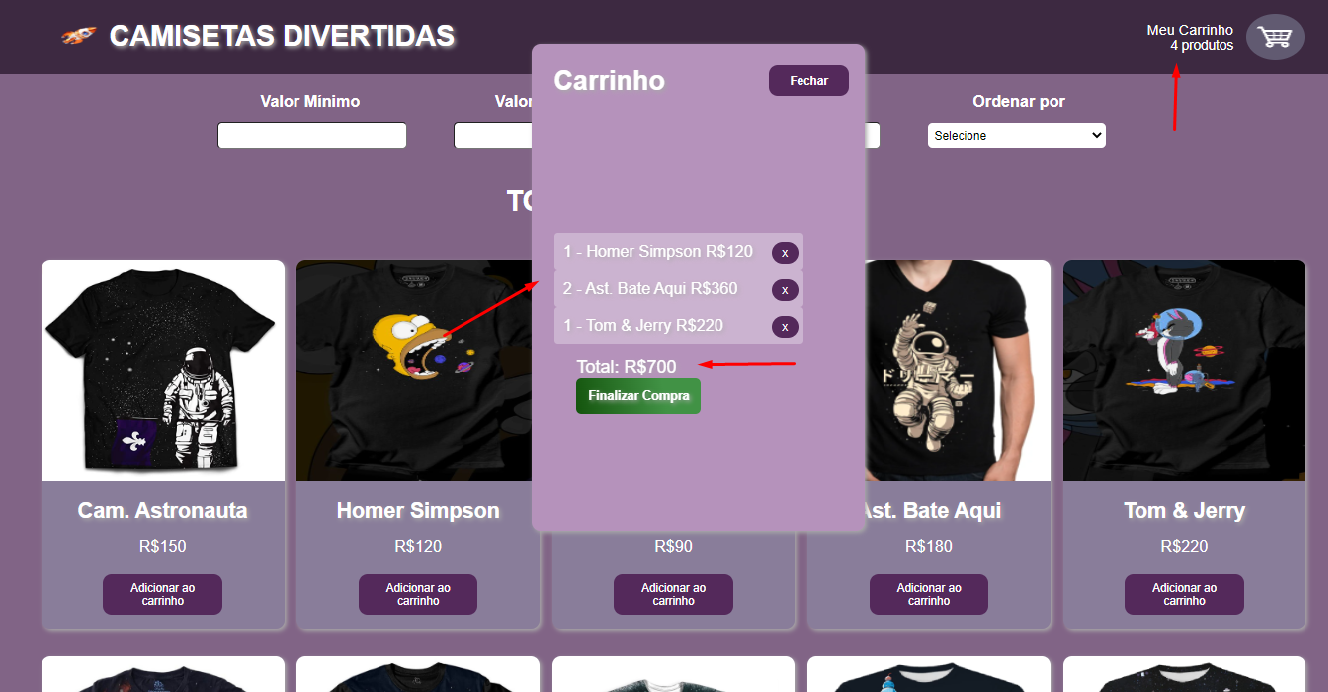 CAMISETAS DIVERTIDAS
Meu Carrinho
4 produtos
Carrinho
Fechar
Valor Mínimo
Valor
Ordenar por
Selecione
TO
1 - Homer Simpson R$120
x
2 - Ast. Bate Aqui R$360
x
1 - Tom & Jerry R$220
x
Total: R$700
Finalizar Compra
Cam. Astronauta
Homer Simpson
Ast. Bate Aqui
Tom & Jerry
R$150
R$120
R$90
R$180
R$220
Adicionar ao
carrinho
Adicionar ao
carrinho
Adicionar ao
carrinho
Adicionar ao
carrinho
Adicionar ao
carrinho